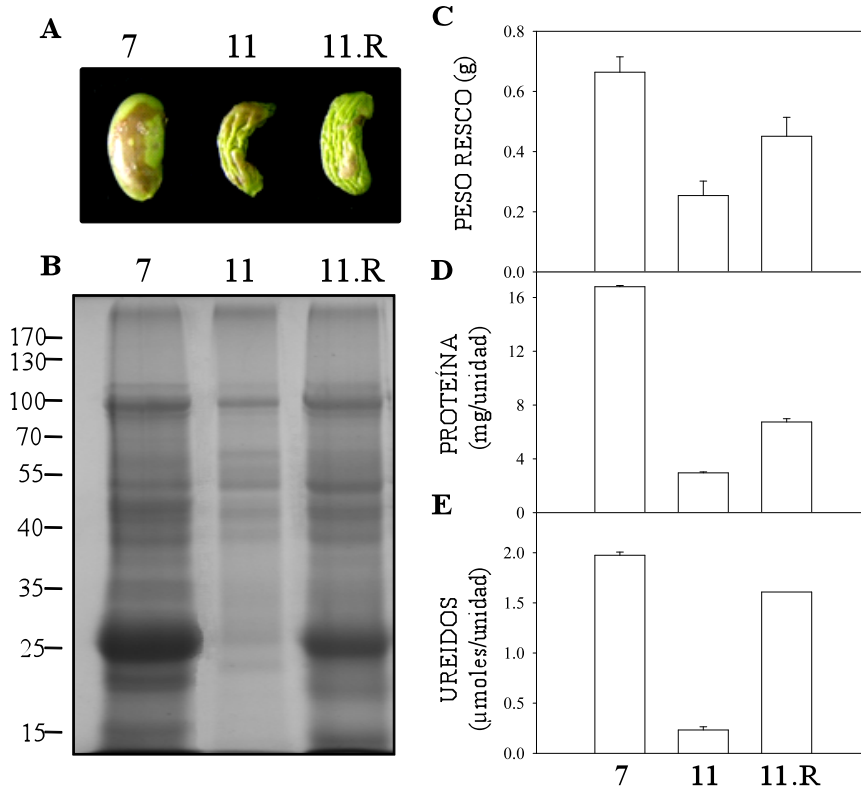 A
7 11 11.R
B
7 11 11.R
170
130
100
70
55
40
35
25
15
C
PESO RESCO (g)
0.8
0.6
0.4
0.2
0.0
D
PROTEÍNA
(mg/unidad)
16
12
8
4
0
E
UREIDOS
(µmoles/unidad)
2.0
1.5
1.0
0.5
0.0
7 11 11.R